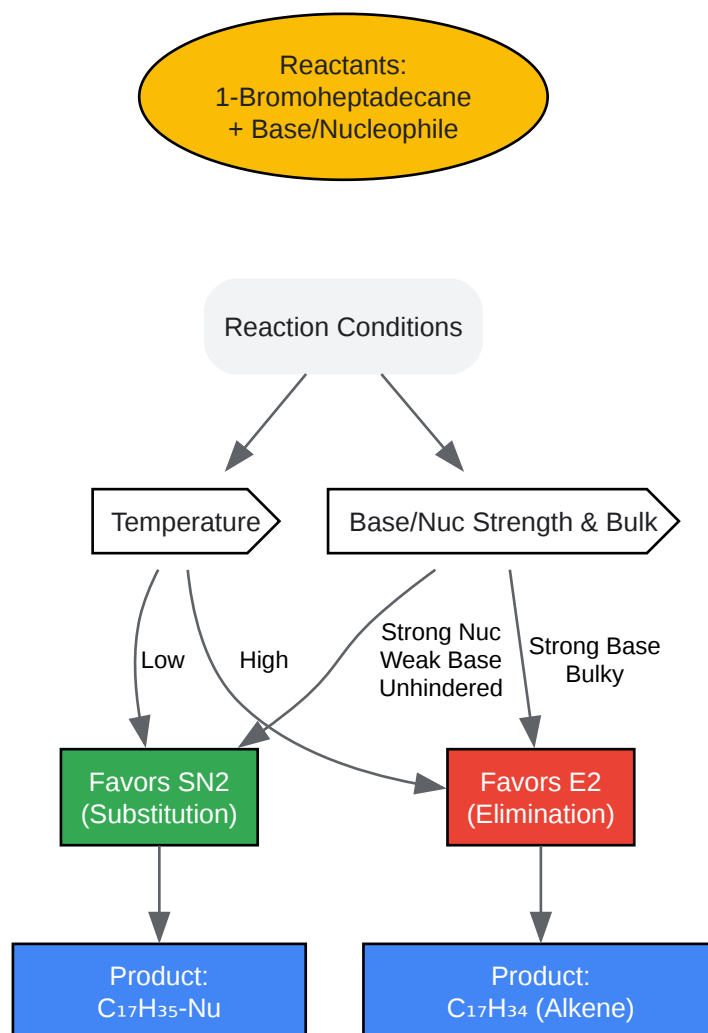 Reactants:
1-Bromoheptadecane
+ Base/Nucleophile
Reaction Conditions
Temperature
Base/Nuc Strength & Bulk
Low
High
Strong Nuc
Weak Base
Unhindered
Strong Base
Bulky
Favors SN2
(Substitution)
Favors E2
(Elimination)
Product:
C₁₇H₃₅-Nu
Product:
C₁₇H₃₄ (Alkene)